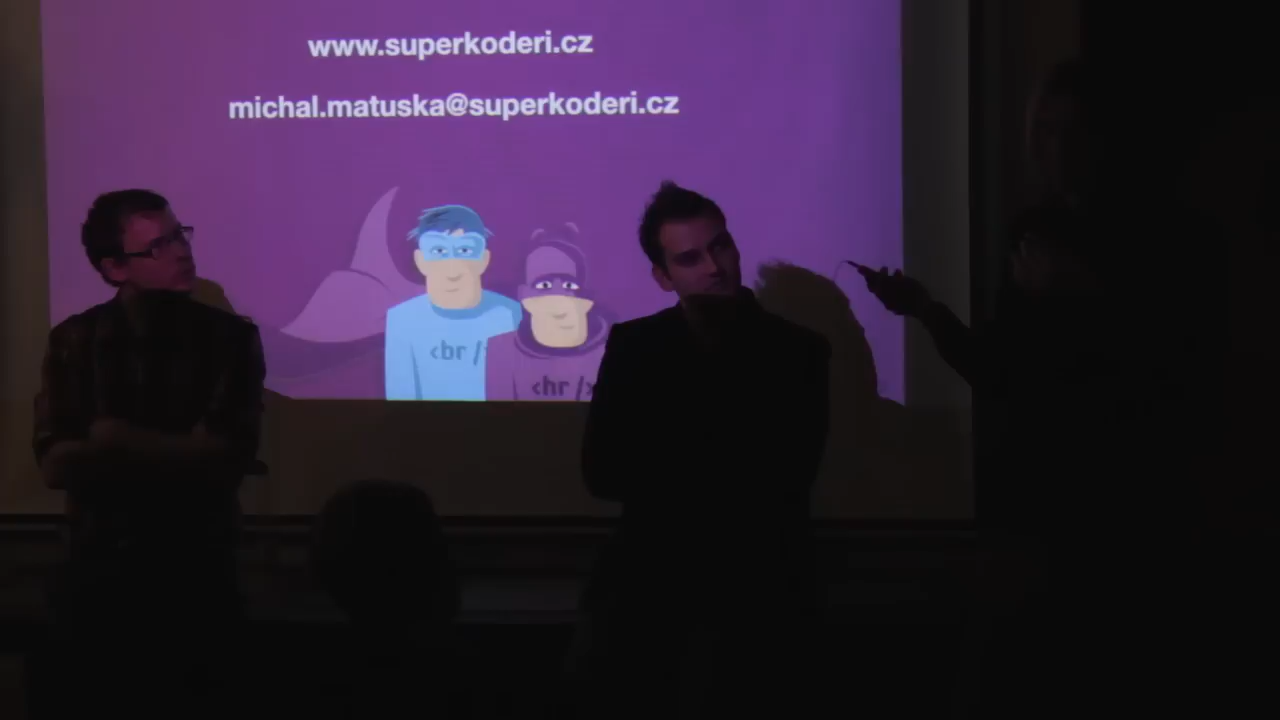 www.superkoderi.cz
michal.matuska@superkoderi.cz
<br />
<hr />